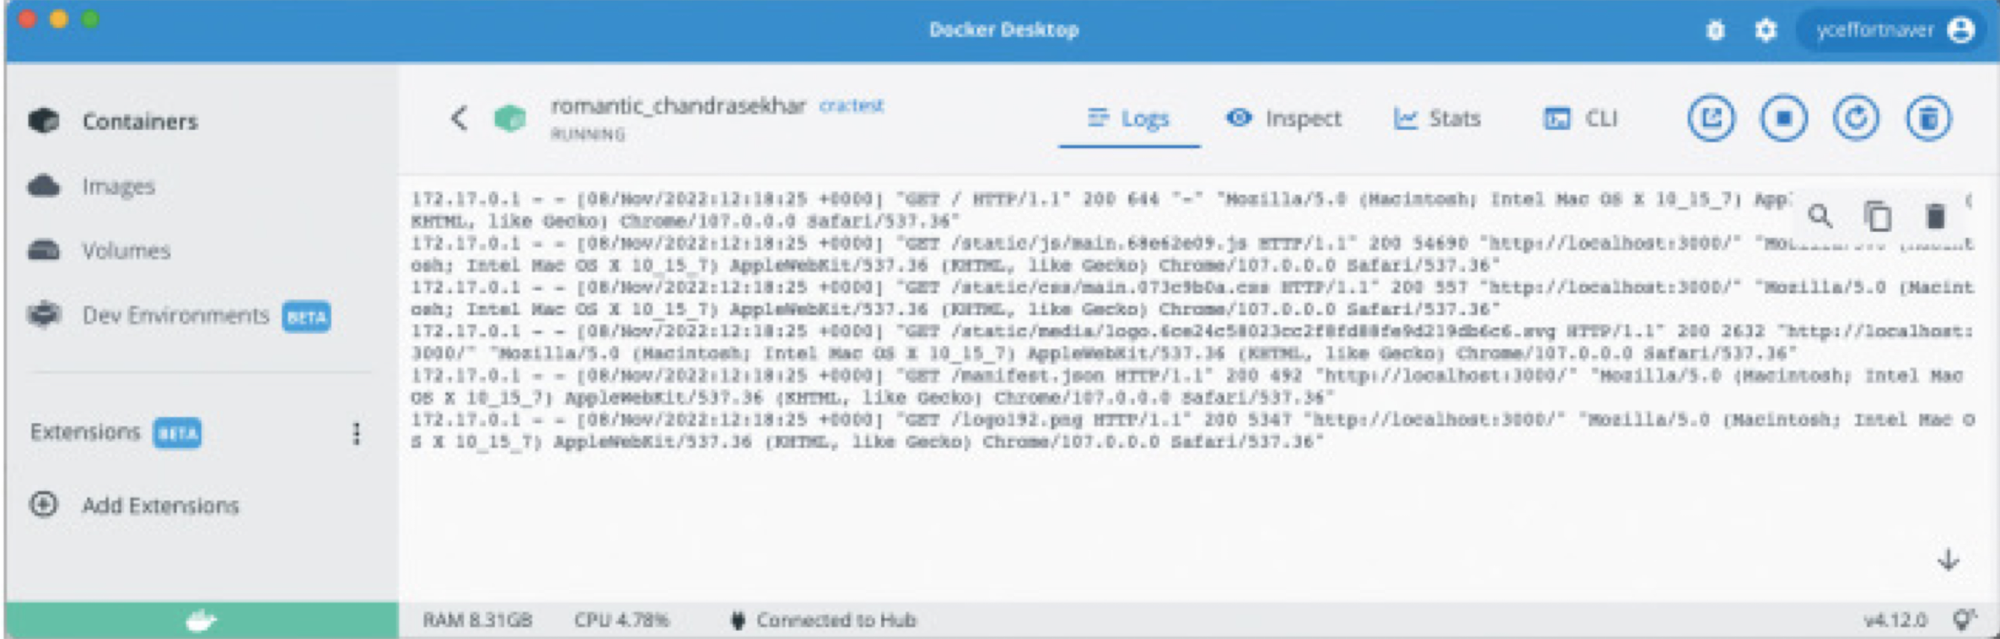 Docker Desktop
yceffortnaver
Containers
Images
Volumes
Dev Environments BETA
Extensions BETA
Add Extensions
romantic_chandrasekhar cra:test
RUNNING
Logs
Inspect
Stats
CLI
172.17.0.1 - - [08/Nov/2022:12:18:25 +0000] "GET / HTTP/1.1" 200 644 "-" "Mozilla/5.0 (Macintosh; Intel Mac OS X 10_15_7) Appl (
KHTML, like Gecko) Chrome/107.0.0.0 Safari/537.36"
172.17.0.1 - - [08/Nov/2022:12:18:25 +0000] "GET /static/js/main.68e62e09.js HTTP/1.1" 200 54690 "http://localhost:3000/"
osh; Intel Mac OS X 10_15_7) AppleWebKit/537.36 (KHTML, like Gecko) Chrome/107.0.0.0 Safari/537.36"
172.17.0.1 - - [08/Nov/2022:12:18:25 +0000] "GET /static/css/main.073c9b0a.css HTTP/1.1" 200 557 "http://localhost:3000/" "Mozilla/5.0 (Macint
osh; Intel Mac OS X 10_15_7) AppleWebKit/537.36 (KHTML, like Gecko) Chrome/107.0.0.0 Safari/537.36"
172.17.0.1 - - [08/Nov/2022:12:18:25 +0000] "GET /static/media/logo.6ce24c58023cc2f8fd88fe9d219db6c6.svg HTTP/1.1" 200 2632 "http://localhost:
3000/" "Mozilla/5.0 (Macintosh; Intel Mac OS X 10_15_7) AppleWebKit/537.36 (KHTML, like Gecko) Chrome/107.0.0.0 Safari/537.36"
172.17.0.1 - - [08/Nov/2022:12:18:25 +0000] "GET /manifest.json HTTP/1.1" 200 492 "http://localhost:3000/" "Mozilla/5.0 (Macintosh; Intel Mac
OS X 10_15_7) AppleWebKit/537.36 (KHTML, like Gecko) Chrome/107.0.0.0 Safari/537.36"
172.17.0.1 - - [08/Nov/2022:12:18:25 +0000] "GET /logo192.png HTTP/1.1" 200 5347 "http://localhost:3000/" "Mozilla/5.0 (Macintosh; Intel Mac O
S X 10_15_7) AppleWebKit/537.36 (KHTML, like Gecko) Chrome/107.0.0.0 Safari/537.36"
RAM 8.31GB CPU 4.78% Connected to Hub
v4.12.0